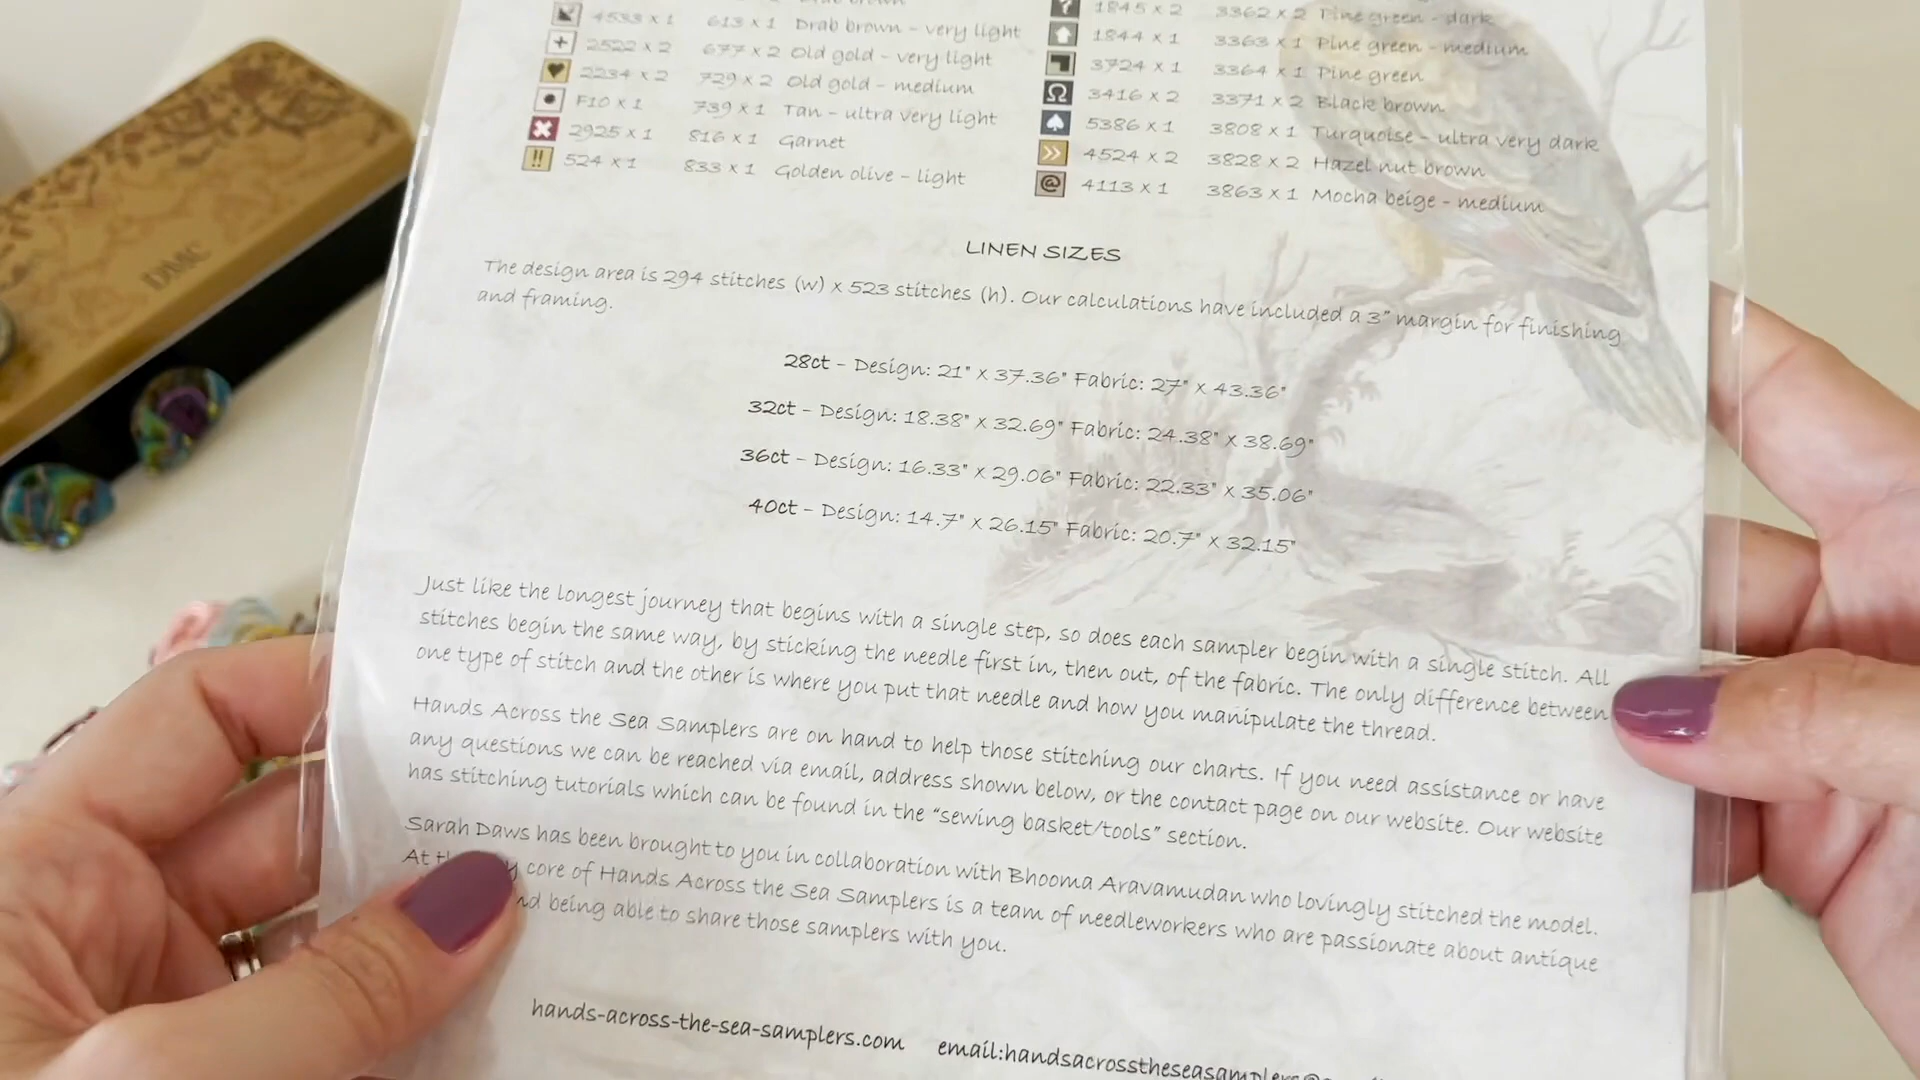 brown
4533 x 1 613 x 1 Drab brown - very light
2522 x 2 677 x 2 Old gold - very light
2234 x 2 729 x 2 Old gold - medium
F10 x 1 739 x 1 Tan - ultra very light
2925 x 1 816 x 1 Garnet
524 x 1 833 x 1 Golden olive - light
1845 x 2 3362 x 2 Pine green - dark
1844 x 1 3363 x 1 Pine green - medium
3724 x 1 3364 x 1 Pine green
3416 x 2 3371 x 2 Black brown
5386 x 1 3808 x 1 Turquoise - ultra very dark
4524 x 2 3828 x 2 Hazel nut brown
4113 x 1 3863 x 1 Mocha beige - medium
DMC
LINEN SIZES
The design area is 294 stitches (w) x 523 stitches (h). Our calculations have included a 3" margin for finishing
and framing.
28ct - Design: 21" x 37.36" Fabric: 27" x 43.36"
32ct - Design: 18.38" x 32.69" Fabric: 24.38" x 38.69"
36ct - Design: 16.33" x 29.06" Fabric: 22.33" x 35.06"
40ct - Design: 14.7" x 26.15" Fabric: 20.7" x 32.15"
Just like the longest journey that begins with a single step, so does each sampler begin with a single stitch. All
stitches begin the same way, by sticking the needle first in, then out, of the fabric. The only difference between
one type of stitch and the other is where you put that needle and how you manipulate the thread.
Hands Across the Sea Samplers are on hand to help those stitching our charts. If you need assistance or have
any questions we can be reached via email, address shown below, or the contact page on our website. Our website
has stitching tutorials which can be found in the "sewing basket/tools" section.
Sarah Daws has been brought to you in collaboration with Bhooma Aravamudan who lovingly stitched the model.
At core of Hands Across the Sea Samplers is a team of needleworkers who are passionate about antique
being able to share those samplers with you.
hands-across-the-sea-samplers.com email:handsacrosstheseasamplers@